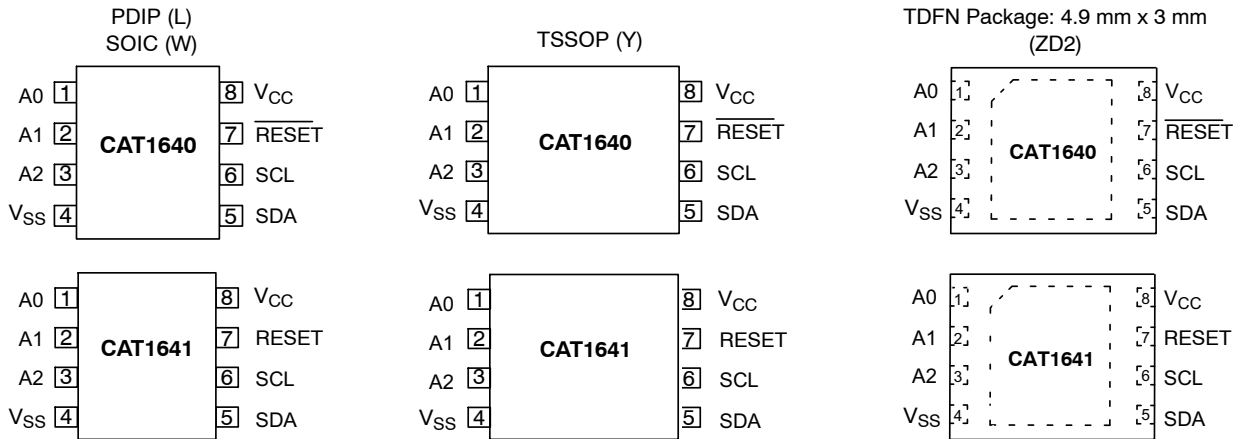 PDIP (L)
SOIC (W)
A0 1 8 VCC
A1 2 7 RESET
CAT1640
A2 3 6 SCL
VSS 4 5 SDA
TSSOP (Y)
A0 1 8 VCC
A1 2 7 RESET
CAT1640
A2 3 6 SCL
VSS 4 5 SDA
TDFN Package: 4.9 mm x 3 mm
(ZD2)
A0 1 8 VCC
A1 2 7 RESET
CAT1640
A2 3 6 SCL
VSS 4 5 SDA
A0 1 8 VCC
A1 2 7 RESET
CAT1641
A2 3 6 SCL
VSS 4 5 SDA
A0 1 8 VCC
A1 2 7 RESET
CAT1641
A2 3 6 SCL
VSS 4 5 SDA
A0 1 8 VCC
A1 2 7 RESET
CAT1641
A2 3 6 SCL
VSS 4 5 SDA